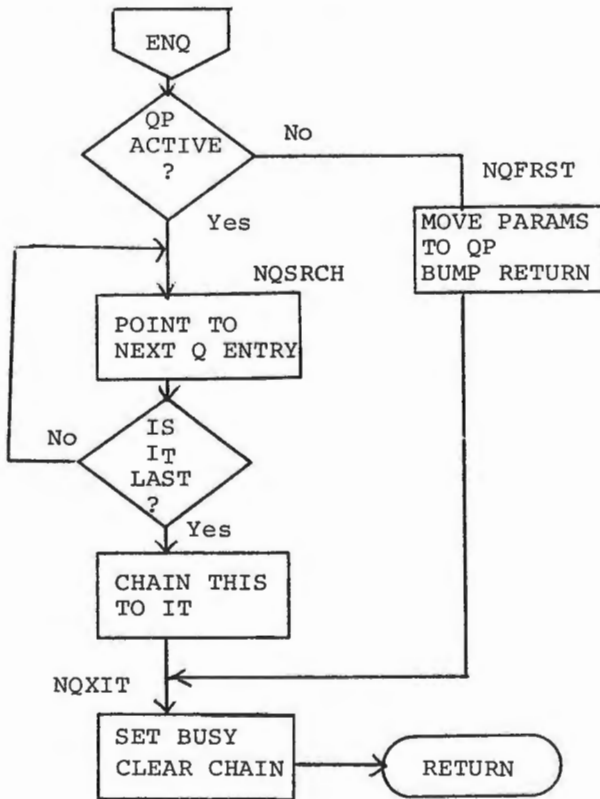 ENQ
QP
ACTIVE
?
No
NQFRST
MOVE PARAMS
TO QP
BUMP RETURN
Yes
NQSRCH
POINT TO
NEXT Q ENTRY
No
IS
IT
LAST
?
Yes
CHAIN THIS
TO IT
NQXIT
SET BUSY
CLEAR CHAIN
RETURN